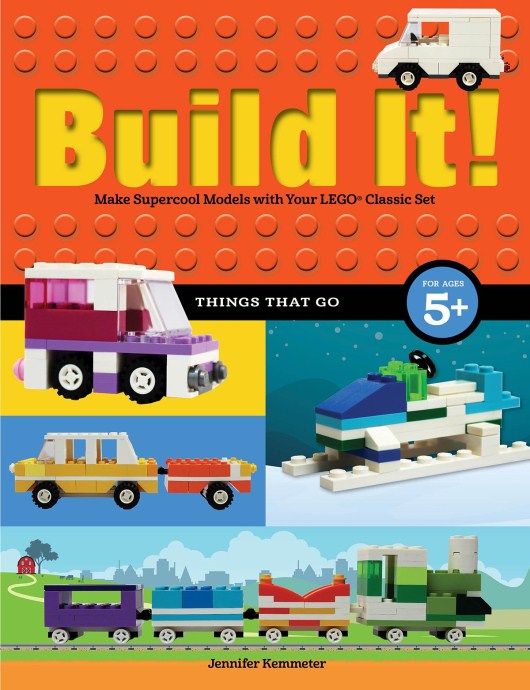 Build It!
Make Supercool Models with Your LEGO® Classic Set
THINGS THAT GO
FOR AGES
5+
Jennifer Kemmeter